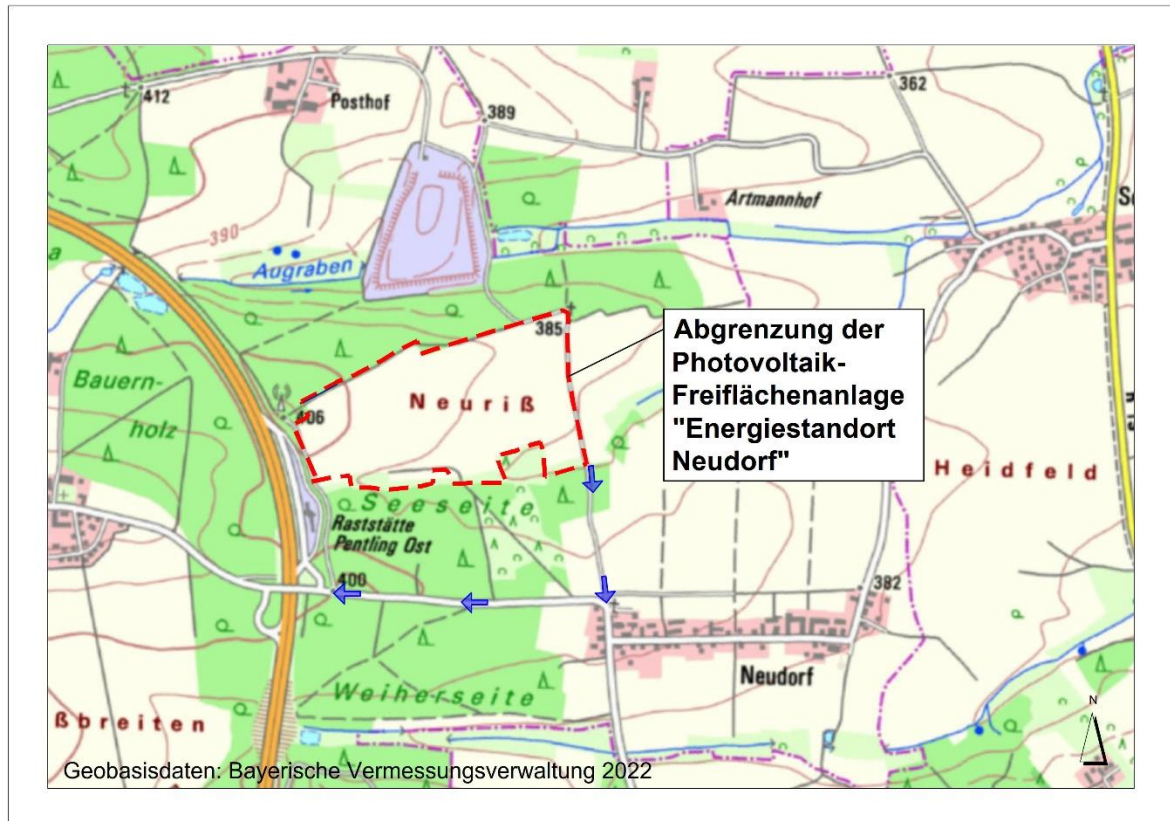 412
Posthof
389
362
Artmannhof
390
Augraben
a
385
Abgrenzung der
Photovoltaik-
Freiflächenanlage
"Energiestandort
Neudorf"
Bauern-
holz
406
Neuriß
Heidfeld
Seeseite
Raststätte
Pentling Ost
400
382
Neudorf
Weiherseite
ßbreiten
N
Geobasisdaten: Bayerische Vermessungsverwaltung 2022